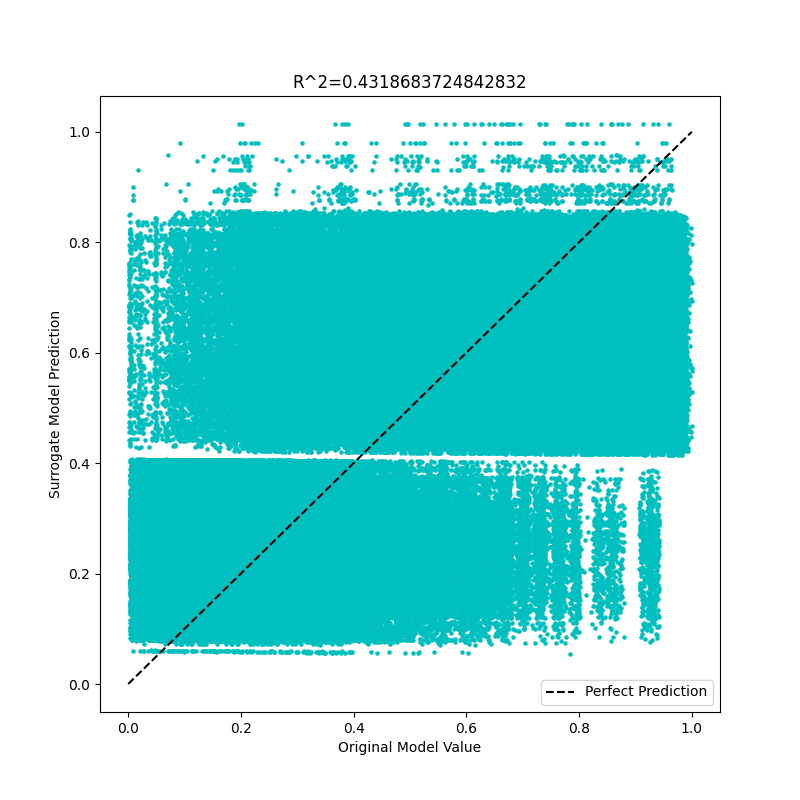 R^2=0.4318683724842832
1.0
0.8
0.6
0.4
0.2
0.0
Surrogate Model Prediction
Perfect Prediction
0.0 0.2 0.4 0.6 0.8 1.0
Original Model Value